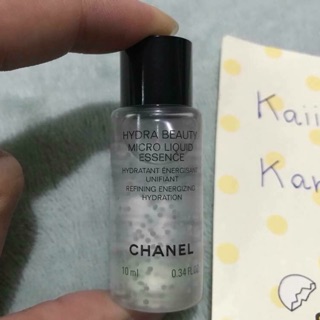 HYDRA BEAUTY
MICRO LIQUID
ESSENCE
HYDRATANT ÉNERGISANT
UNIFIANT
REFINING ENERGIZING
HYDRATION
CHANEL
10 ml 0.34 FL.
Kaii
Kar